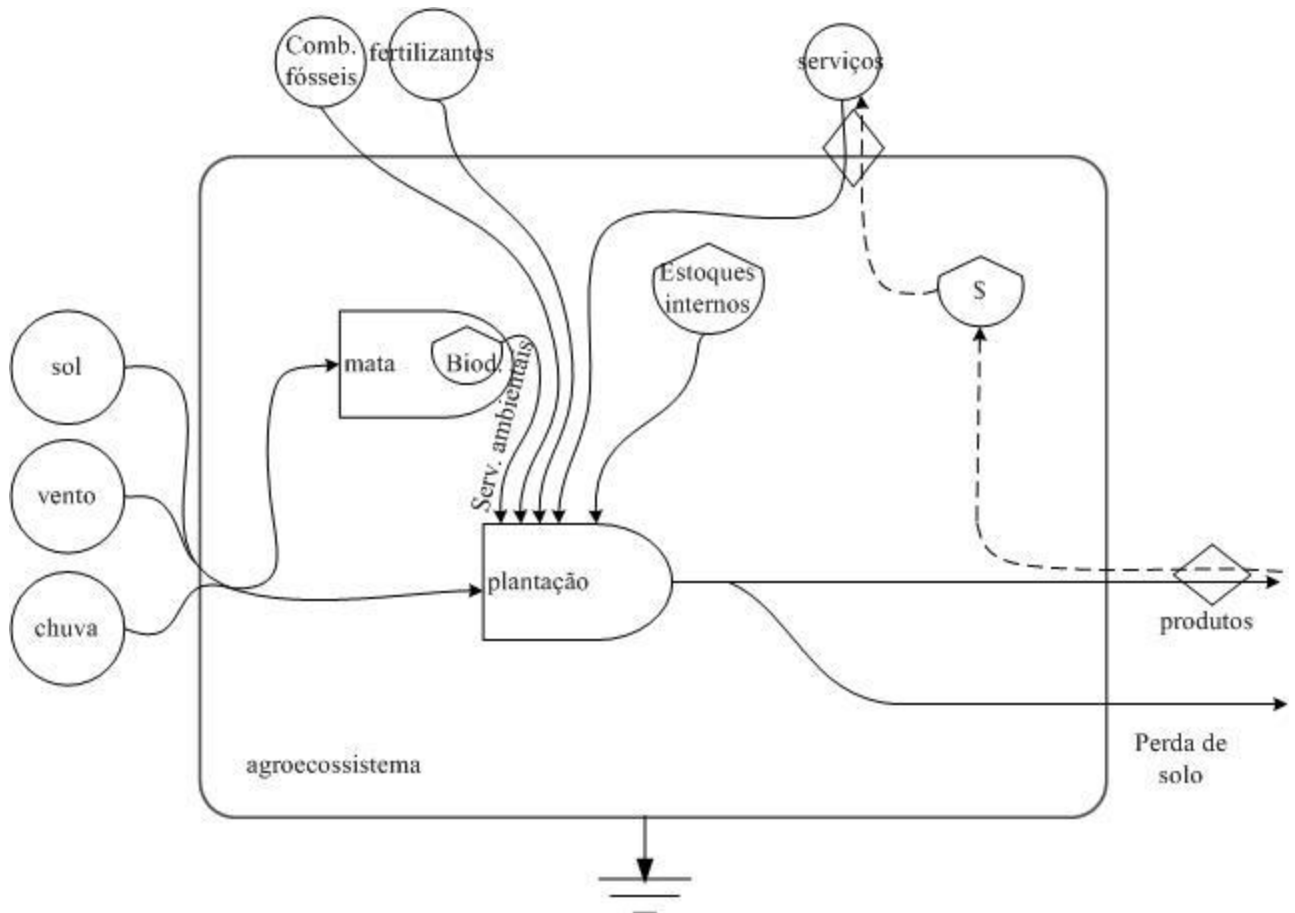 Comb.
fósseis
fertilizantes
serviços
Estoques
internos
S
sol
mata
Biod.
Serv. ambientais
vento
plantação
chuva
produtos
Perda de
solo
agroecossistema